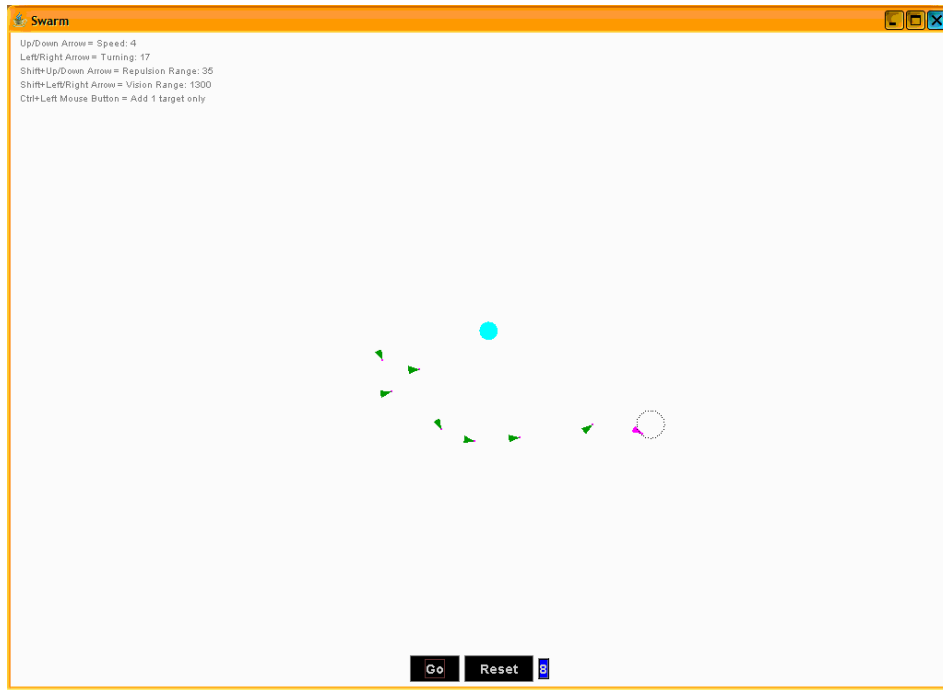 Swarm
Up/Down Arrow = Speed: 4
Left/Right Arrow = Turning: 17
Shift+Up/Down Arrow = Repulsion Range: 35
Shift+Left/Right Arrow = Vision Range: 1300
Ctrl+Left Mouse Button = Add 1 target only
Go Reset 8